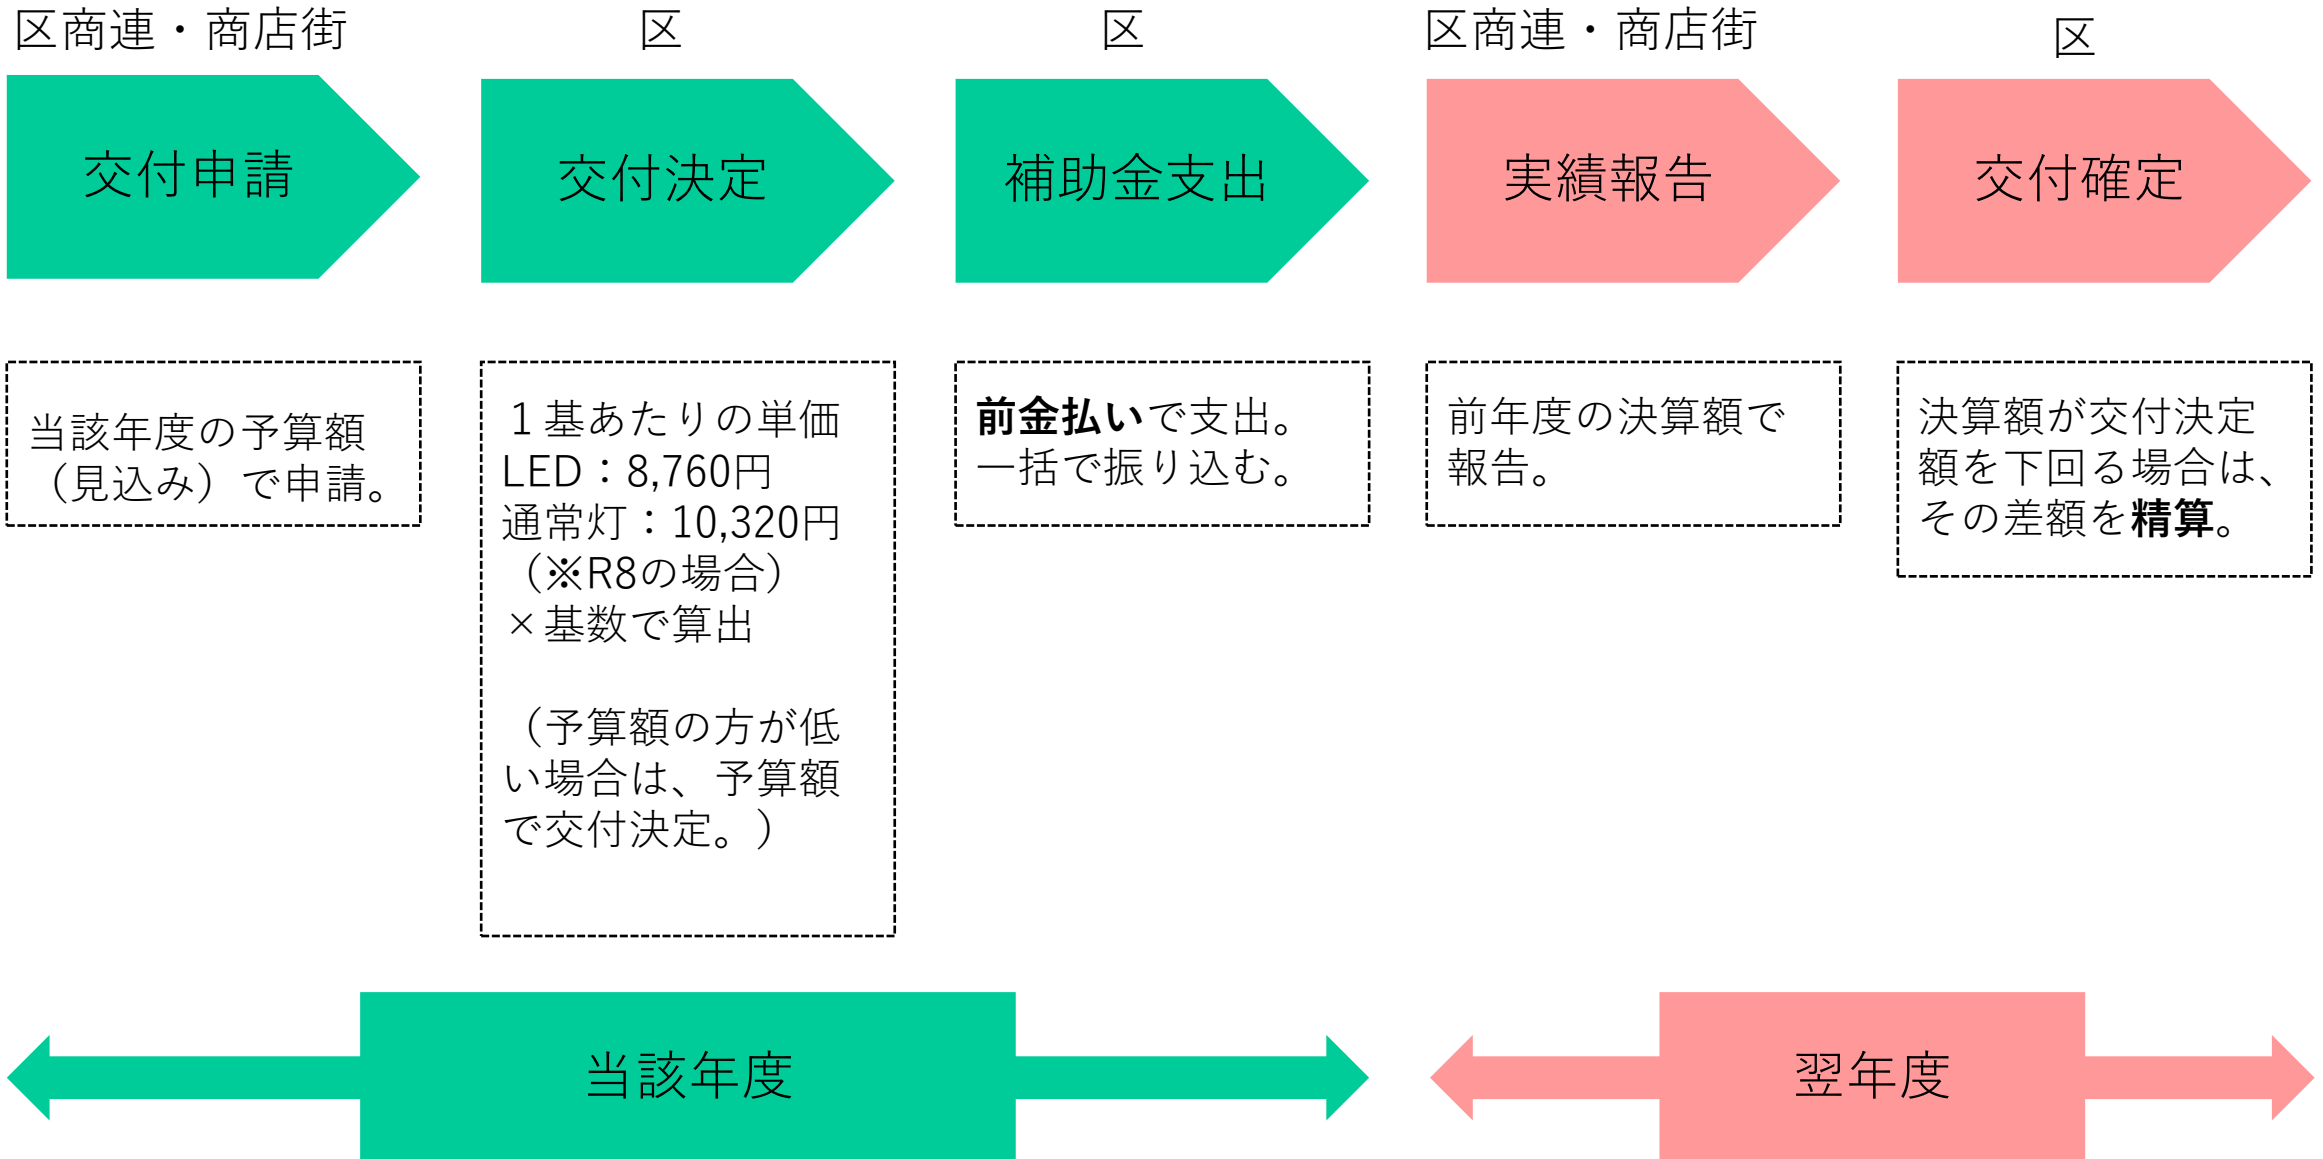 区商連・商店街
区
区
区商連・商店街
区
交付申請
交付決定
補助金支出
実績報告
交付確定
当該年度の予算額
（見込み）で申請。
１基あたりの単価
LED：8,760円
通常灯：10,320円
（※R8の場合）
×基数で算出
（予算額の方が低
い場合は、予算額
で交付決定。）
前金払いで支出。
一括で振り込む。
前年度の決算額で
報告。
決算額が交付決定
額を下回る場合は、
その差額を精算。
当該年度
翌年度